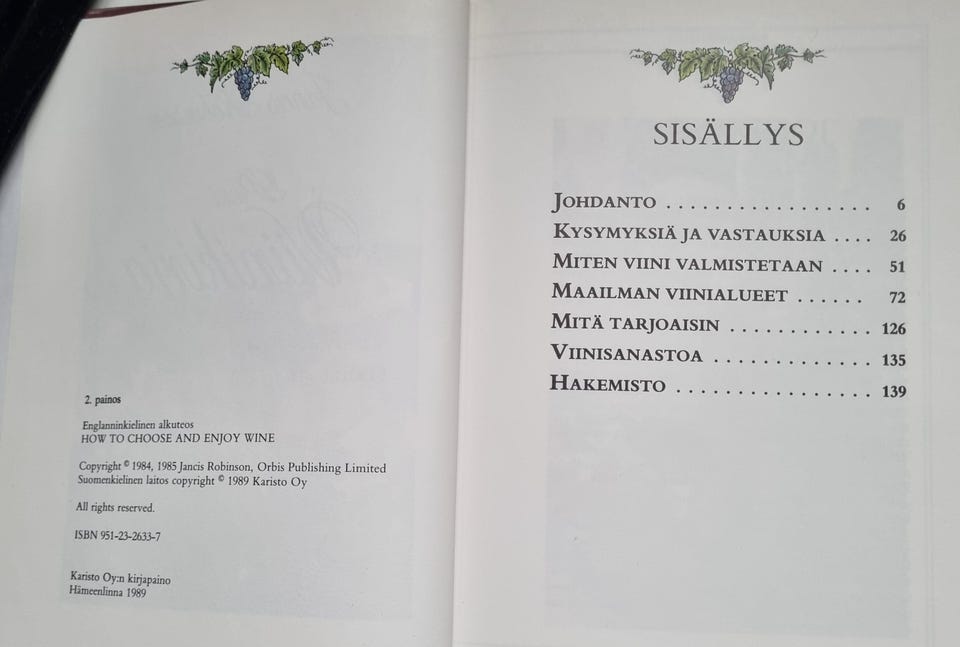 2. painos
Englanninkielinen alkuteos
HOW TO CHOOSE AND ENJOY WINE
Copyright © 1984, 1985 Jancis Robinson, Orbis Publishing Limited
Suomenkielinen laitos copyright © 1989 Karisto Oy
All rights reserved.
ISBN 951-23-2633-7
Karisto Oy:n kirjapaino
Hämeenlinna 1989
SISÄLLYS
JOHDANTO . . . . . . . . . . . . . . . . . 6
KYSYMYKSIÄ JA VASTAUKSIA . . . . 26
MITEN VIINI VALMISTETAAN . . . . 51
MAAILMAN VIINIALUEET . . . . . . 72
MITÄ TARJOAISIN . . . . . . . . . . . . 126
VIINISANASTOA . . . . . . . . . . . . . 135
HAKEMISTO . . . . . . . . . . . . . . . . 139